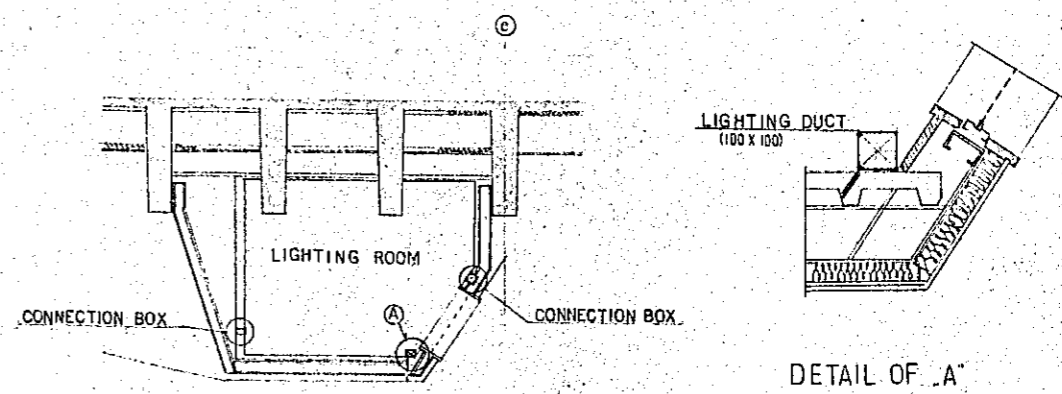 C
LIGHTING ROOM
CONNECTION BOX
A
CONNECTION BOX
LIGHTING DUCT
(100 X 100)
DETAIL OF "A"